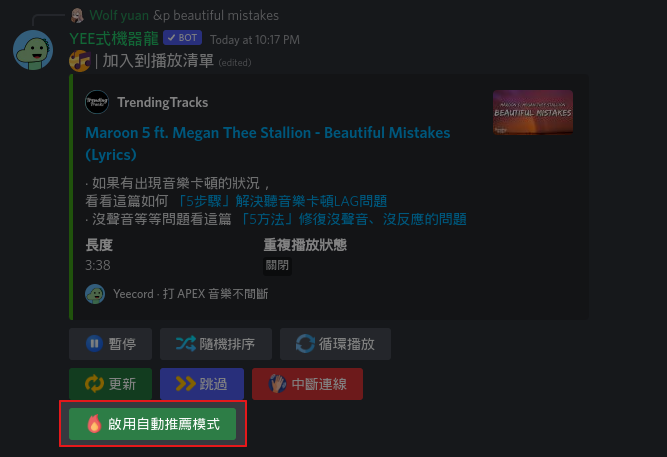 Wolf yuan &p beautiful mistakes
YEE式機器龍 ✓ BOT Today at 10:17 PM
| 加入到播放清單 (edited)
TrendingTracks
Maroon 5 ft. Megan Thee Stallion - Beautiful Mistakes
(Lyrics)
MAROON 5, MEGAN THEE STALLION
BEAUTIFUL MISTAKES
· 如果有出現音樂卡頓的狀況，
看看這篇如何 「5步驟」解決聽音樂卡頓LAG問題
· 沒聲音等等問題看這篇 「5方法」修復沒聲音、沒反應的問題
長度 重複播放狀態
3:38 關閉
Yeecord · 打 APEX 音樂不間斷
暫停 隨機排序 循環播放
更新 跳過 中斷連線
啟用自動推薦模式